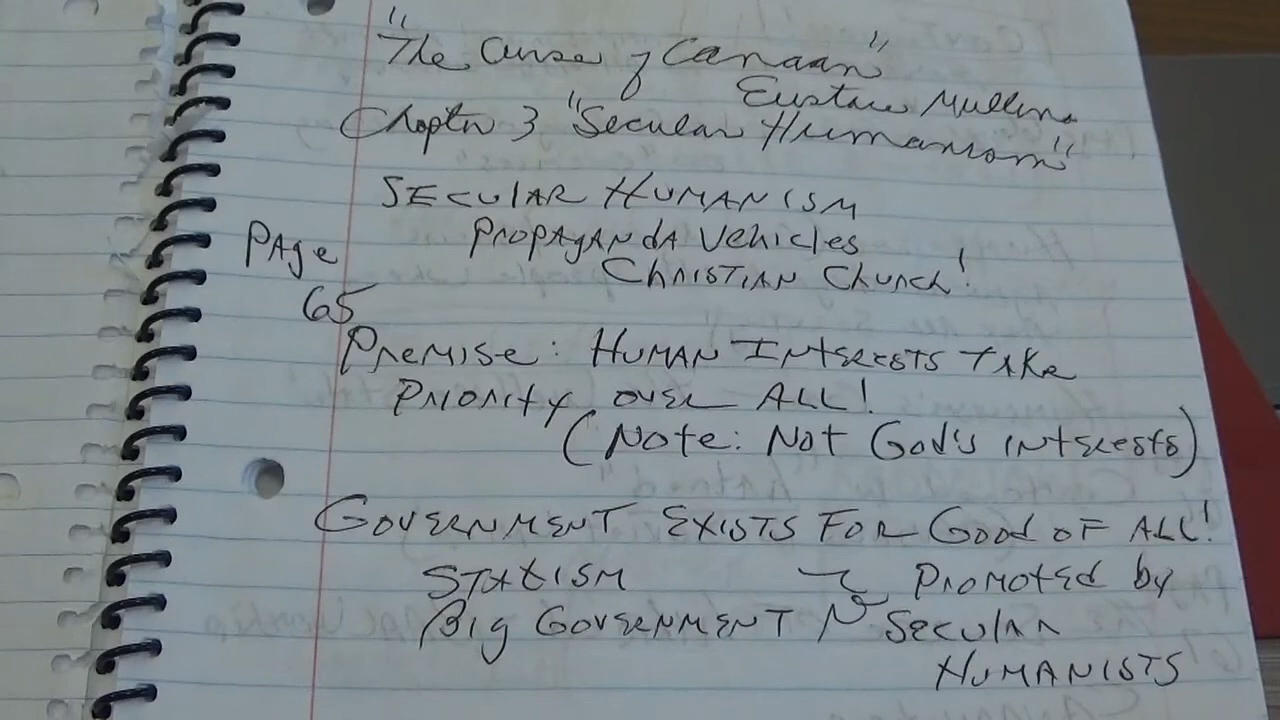 "The Curse of Canaan"
Eustace Mullins
Chapter 3 "Secular Humanism"
SECULAR HUMANISM
PROPAGANDA VEHICLES
CHRISTIAN CHURCH!
PAge
65
PREMISE: HUMAN INTERESTS TAKE
PRIORITY OVER ALL!
(NOTE: NOT GOD'S INTERESTS)
GOVERNMENT EXISTS FOR GOOD OF ALL!
STATISM PROMOTED by
BIG GOVERNMENT SECULAR
HUMANISTS